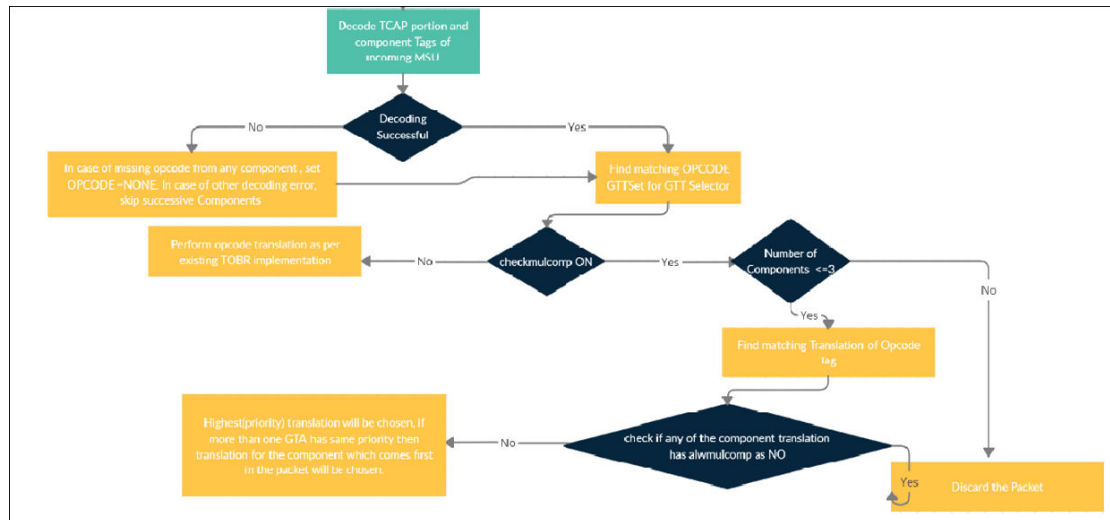 Decode TCAP portion and
component Tags of
incoming MSU
Decoding
Successful
No
Yes
In case of missing opcode from any component , set
OPCODE =NONE. In case of other decoding error,
skip successive Components
Find matching OPCODE
GTTSet for GTT Selector
Perform opcode translation as per
existing TOBR implementation
No
checkmulcomp ON
Yes
Number of
Components <=3
No
Yes
Find matching Translation of Opcode
Tag
Highest(priority) translation will be chosen, if
more than one GTA has same priority then
translation for the component which comes first
in the packet will be chosen.
No
check if any of the component translation
has alwmulcomp as NO
Yes
Discard the Packet